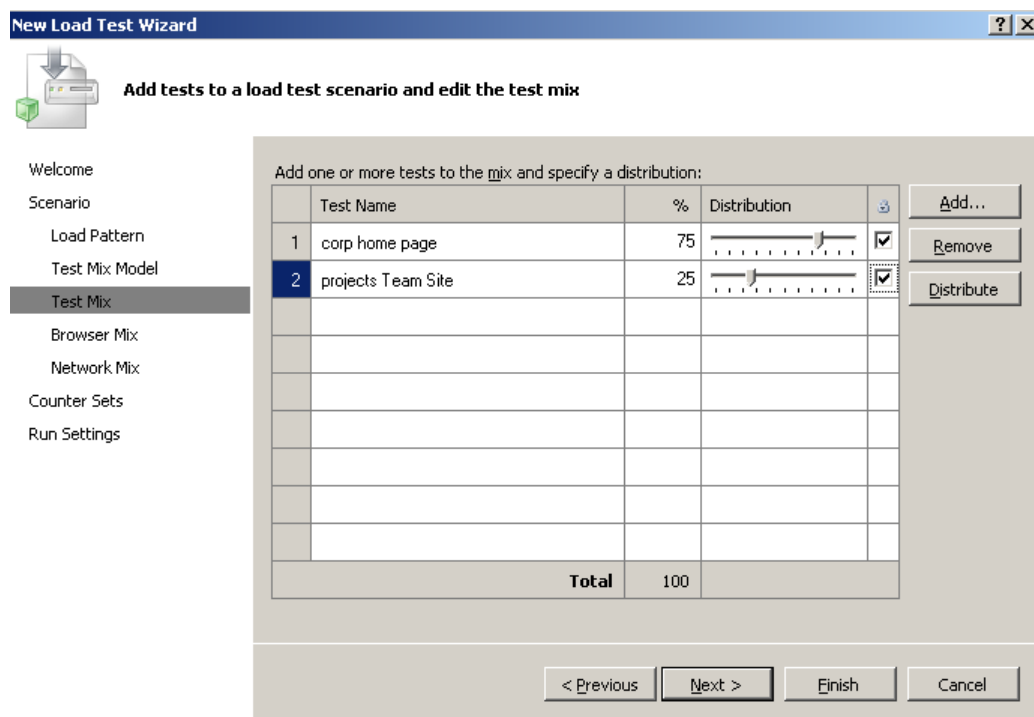 New Load Test Wizard
Add tests to a load test scenario and edit the test mix
Welcome
Scenario
Load Pattern
Test Mix Model
Test Mix
Browser Mix
Network Mix
Counter Sets
Run Settings
Add one or more tests to the mix and specify a distribution:
Test Name % Distribution
1 corp home page 75
2 projects Team Site 25
Total 100
Add...
Remove
Distribute
< Previous Next > Finish Cancel